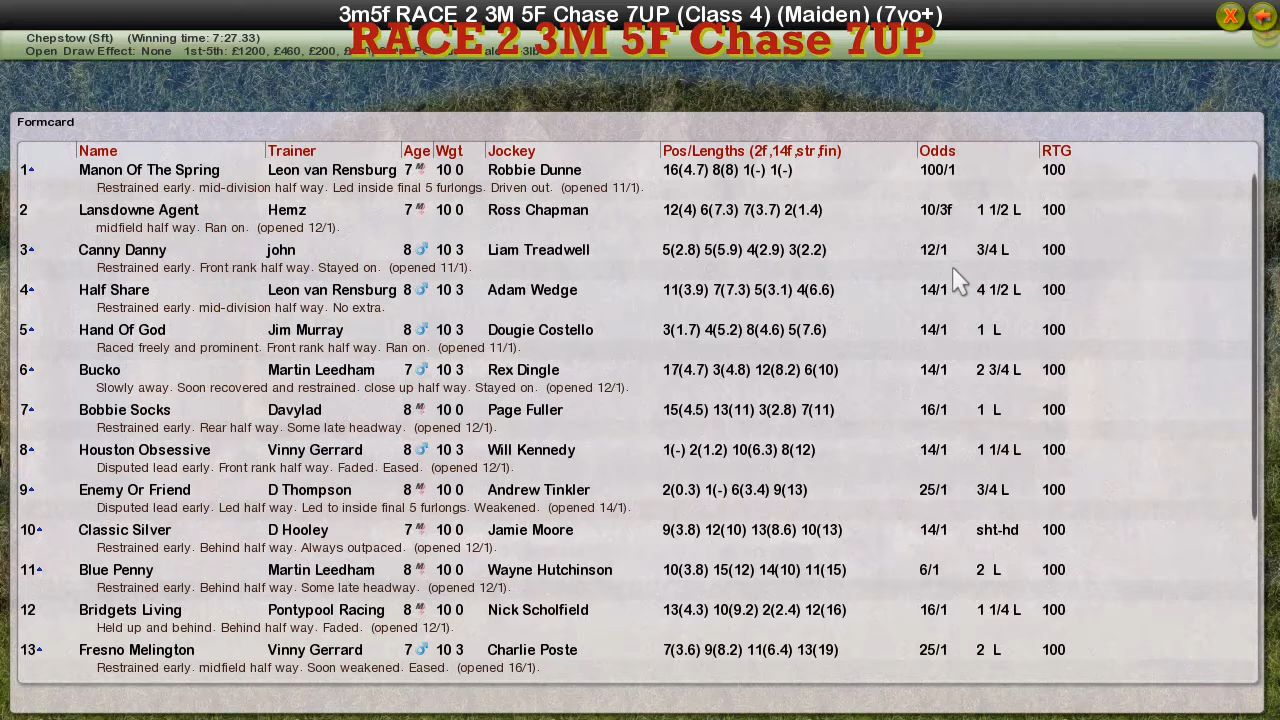 3m5f RACE 2 3M 5F Chase 7UP (Class 4) (Maiden) (7yo+)
RACE 2 3M 5F Chase 7UP
Chepstow (Sft) (Winning time: 7:27.33)
Open Draw Effect: None 1st-5th: £1200, £460, £200,
Formcard
Name Trainer Age Wgt Jockey Pos/Lengths (2f,14f,str,fin) Odds RTG
1 Manon Of The Spring Leon van Rensburg 7 M 10 0 Robbie Dunne 16(4.7) 8(8) 1(-) 1(-) 100/1 100
Restrained early. mid-division half way. Led inside final 5 furlongs. Driven out. (opened 11/1).
2 Lansdowne Agent Hemz 7 M 10 0 Ross Chapman 12(4) 6(7.3) 7(3.7) 2(1.4) 10/3f 1 1/2 L 100
midfield half way. Ran on. (opened 12/1).
3 Canny Danny john 8 10 3 Liam Treadwell 5(2.8) 5(5.9) 4(2.9) 3(2.2) 12/1 3/4 L 100
Restrained early. Front rank half way. Stayed on. (opened 11/1).
4 Half Share Leon van Rensburg 8 10 3 Adam Wedge 11(3.9) 7(7.3) 5(3.1) 4(6.6) 14/1 4 1/2 L 100
Restrained early. mid-division half way. No extra.
5 Hand Of God Jim Murray 8 10 3 Dougie Costello 3(1.7) 4(5.2) 8(4.6) 5(7.6) 14/1 1 L 100
Raced freely and prominent. Front rank half way. Ran on. (opened 11/1).
6 Bucko Martin Leedham 7 10 3 Rex Dingle 17(4.7) 3(4.8) 12(8.2) 6(10) 14/1 2 3/4 L 100
Slowly away. Soon recovered and restrained. close up half way. Stayed on. (opened 12/1).
7 Bobbie Socks Davylad 8 M 10 0 Page Fuller 15(4.5) 13(11) 3(2.8) 7(11) 16/1 1 L 100
Restrained early. Rear half way. Some late headway. (opened 12/1).
8 Houston Obsessive Vinny Gerrard 8 10 3 Will Kennedy 1(-) 2(1.2) 10(6.3) 8(12) 14/1 1 1/4 L 100
Disputed lead early. Front rank half way. Faded. Eased. (opened 12/1).
9 Enemy Or Friend D Thompson 8 M 10 0 Andrew Tinkler 2(0.3) 1(-) 6(3.4) 9(13) 25/1 3/4 L 100
Disputed lead early. Led half way. Led to inside final 5 furlongs. Weakened. (opened 14/1).
10 Classic Silver D Hooley 7 M 10 0 Jamie Moore 9(3.8) 12(10) 13(8.6) 10(13) 14/1 sht-hd 100
Restrained early. Behind half way. Always outpaced. (opened 12/1).
11 Blue Penny Martin Leedham 8 M 10 0 Wayne Hutchinson 10(3.8) 15(12) 14(10) 11(15) 6/1 2 L 100
Restrained early. Behind half way. Some late headway. (opened 12/1).
12 Bridgets Living Pontypool Racing 8 M 10 0 Nick Scholfield 13(4.3) 10(9.2) 2(2.4) 12(16) 16/1 1 1/4 L 100
Held up and behind. Behind half way. Faded. (opened 12/1).
13 Fresno Melington Vinny Gerrard 7 10 3 Charlie Poste 7(3.6) 9(8.2) 11(6.4) 13(19) 25/1 2 L 100
Restrained early. midfield half way. Soon weakened. Eased. (opened 16/1).